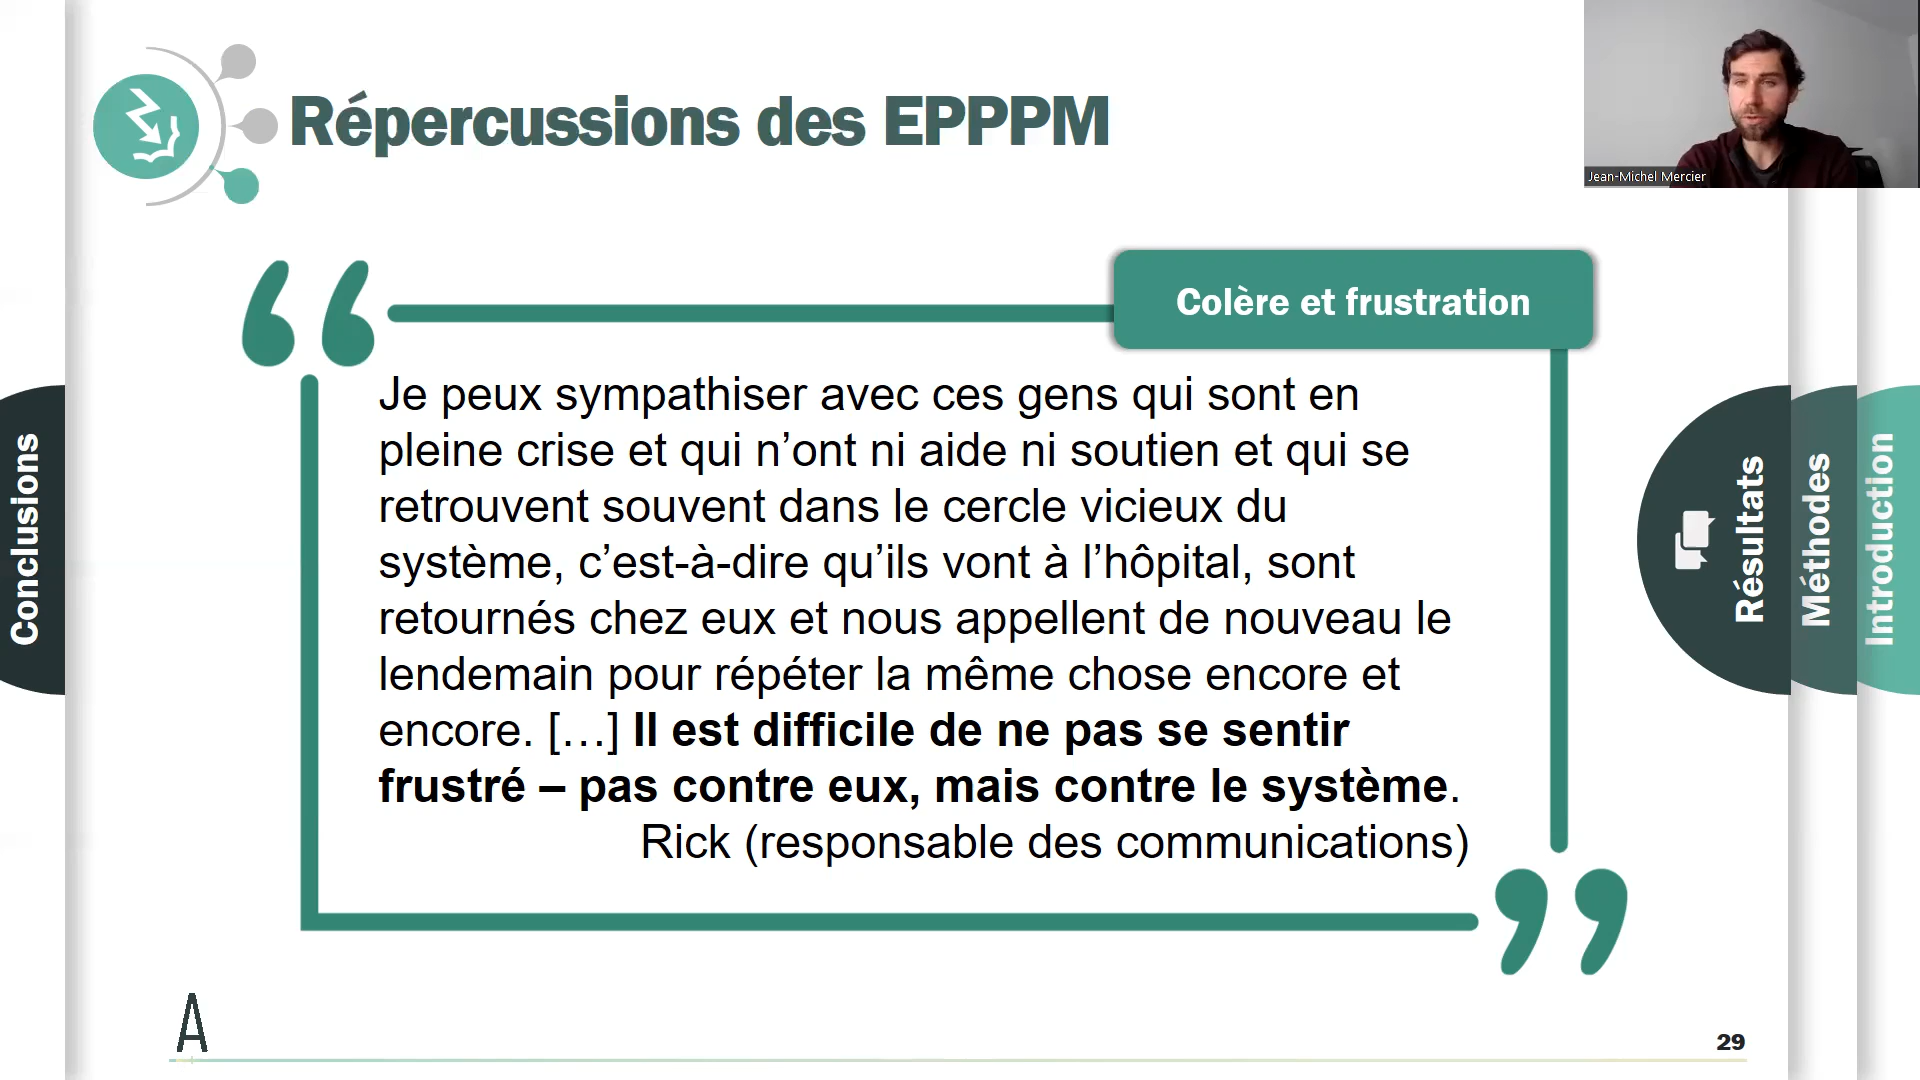 Répercussions des EPPPM
Jean-Michel Mercier
Colère et frustration
Je peux sympathiser avec ces gens qui sont en
pleine crise et qui n’ont ni aide ni soutien et qui se
retrouvent souvent dans le cercle vicieux du
système, c’est-à-dire qu’ils vont à l’hôpital, sont
retournés chez eux et nous appellent de nouveau le
lendemain pour répéter la même chose encore et
encore. […] Il est difficile de ne pas se sentir
frustré – pas contre eux, mais contre le système.
Rick (responsable des communications)
Conclusions
Résultats
Méthodes
Introduction
A
29